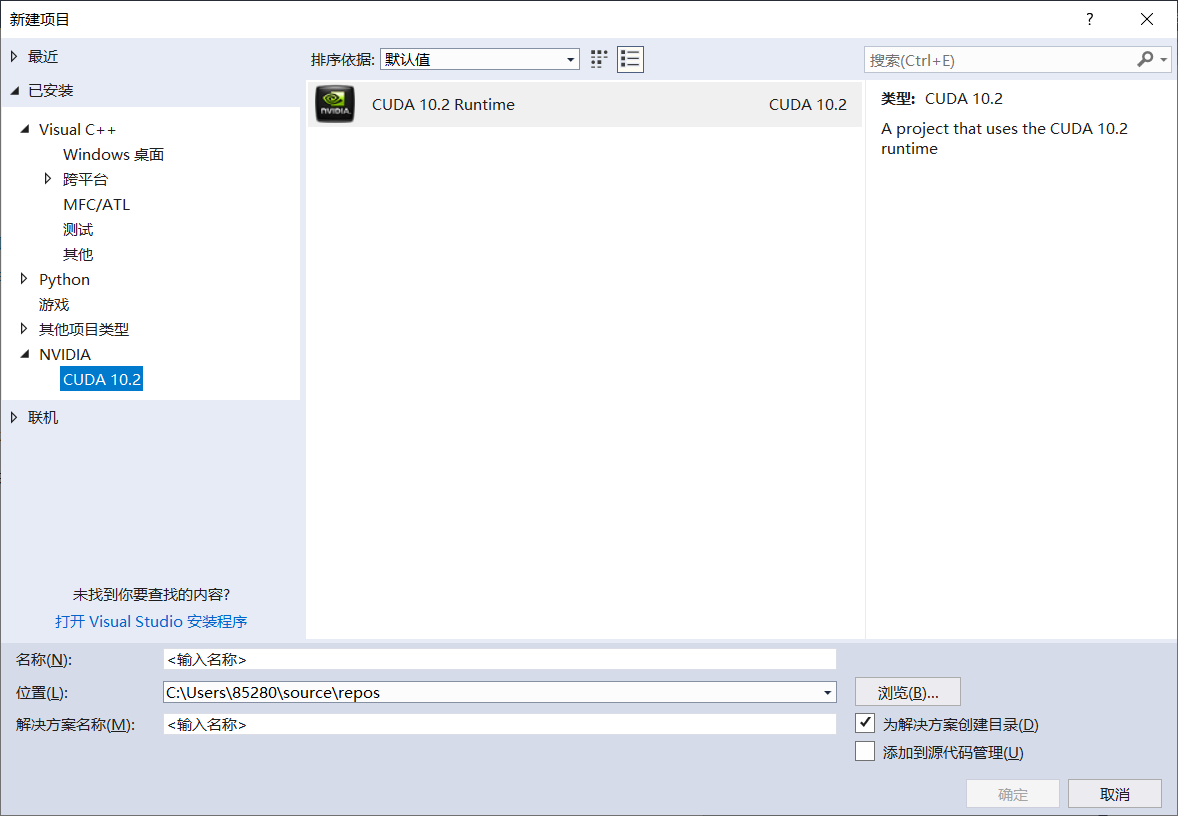 新建项目
?
最近
排序依据: 默认值
搜索(Ctrl+E)
已安装
Visual C++
Windows 桌面
跨平台
MFC/ATL
测试
其他
Python
游戏
其他项目类型
NVIDIA
CUDA 10.2
联机
未找到你要查找的内容?
打开 Visual Studio 安装程序
NVIDIA.
CUDA 10.2 Runtime
CUDA 10.2
类型: CUDA 10.2
A project that uses the CUDA 10.2
runtime
名称(N): <输入名称>
位置(L): C:\Users\85280\source\repos
浏览(B)...
解决方案名称(M): <输入名称>
为解决方案创建目录(D)
添加到源代码管理(U)
确定
取消